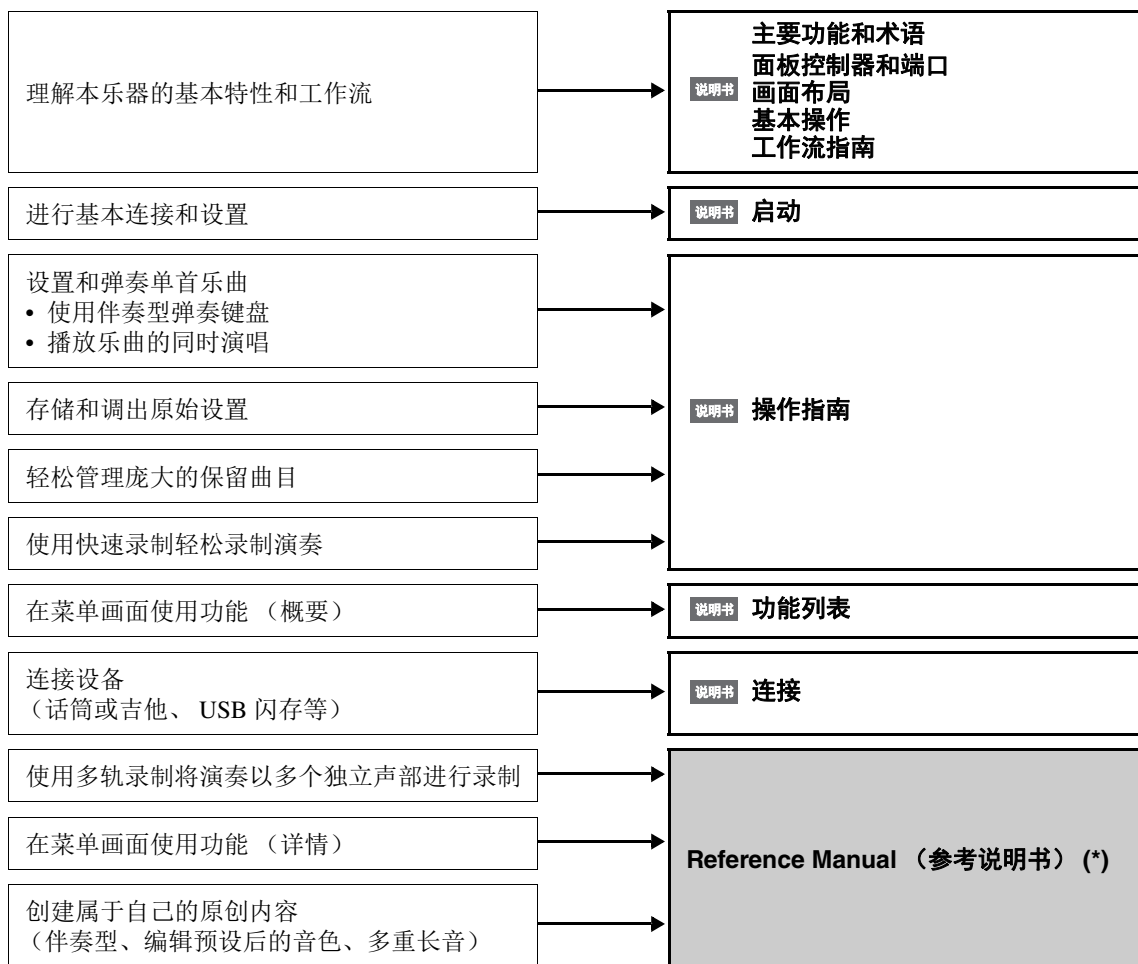 理解本乐器的基本特性和工作流
说明书
主要功能和术语
面板控制器和端口
画面布局
基本操作
工作流指南
进行基本连接和设置
说明书 启动
设置和弹奏单首乐曲
• 使用伴奏型弹奏键盘
• 播放乐曲的同时演唱
存储和调出原始设置
轻松管理庞大的保留曲目
使用快速录制轻松录制演奏
说明书 操作指南
在菜单画面使用功能 （概要）
说明书 功能列表
连接设备
（话筒或吉他、 USB 闪存等）
说明书 连接
使用多轨录制将演奏以多个独立声部进行录制
在菜单画面使用功能 （详情）
创建属于自己的原创内容
（伴奏型、编辑预设后的音色、多重长音）
Reference Manual （参考说明书） (*)